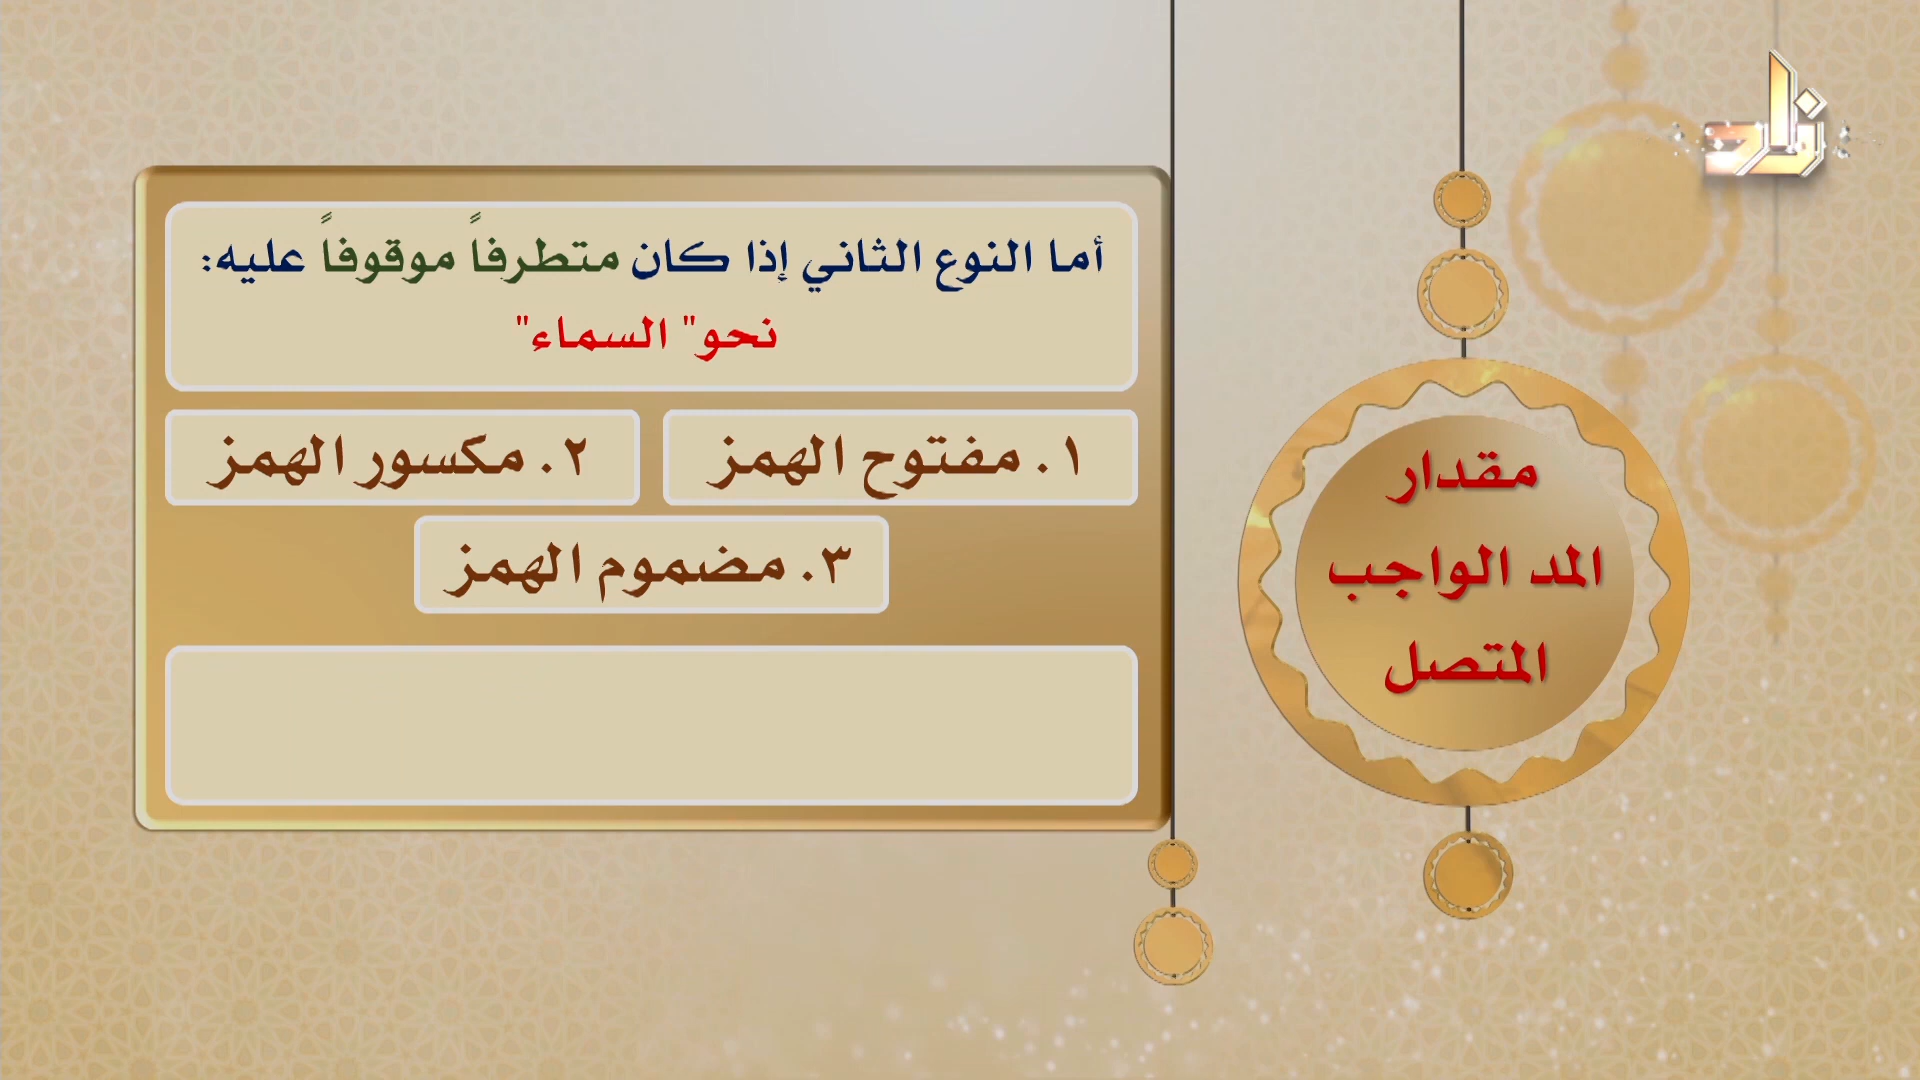 مقدار
المد الواجب
المتصل
أما النوع الثاني إذا كان متطرفاً موقوفاً عليه:
نحو" السماء"
١. مفتوح الهمز
٢. مكسور الهمز
٣. مضموم الهمز